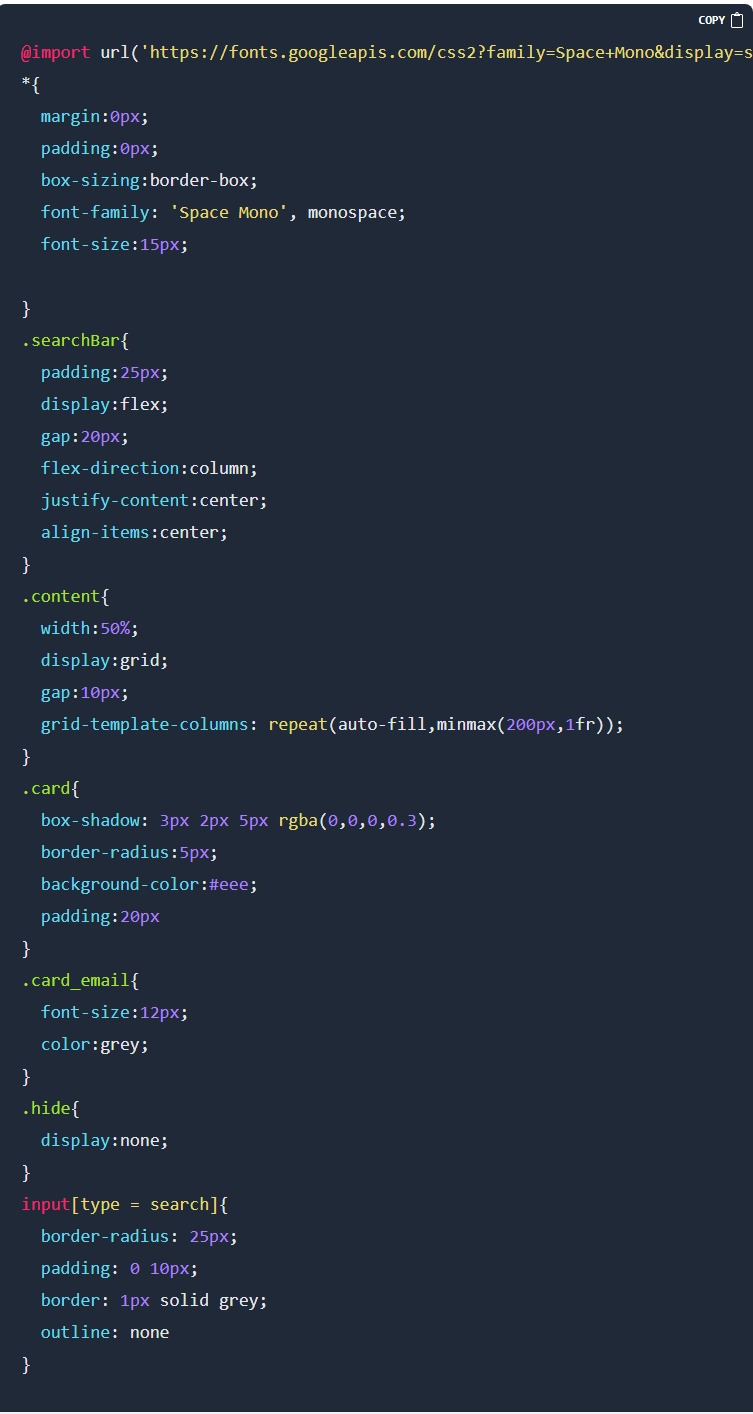 COPY
@import url('https://fonts.googleapis.com/css2?family=Space+Mono&display=s
*{
  margin:0px;
  padding:0px;
  box-sizing:border-box;
  font-family: 'Space Mono', monospace;
  font-size:15px;

}
.searchBar{
  padding:25px;
  display:flex;
  gap:20px;
  flex-direction:column;
  justify-content:center;
  align-items:center;
}
.content{
  width:50%;
  display:grid;
  gap:10px;
  grid-template-columns: repeat(auto-fill,minmax(200px,1fr));
}
.card{
  box-shadow: 3px 2px 5px rgba(0,0,0,0.3);
  border-radius:5px;
  background-color:#eee;
  padding:20px
}
.card_email{
  font-size:12px;
  color:grey;
}
.hide{
  display:none;
}
input[type = search]{
  border-radius: 25px;
  padding: 0 10px;
  border: 1px solid grey;
  outline: none
}